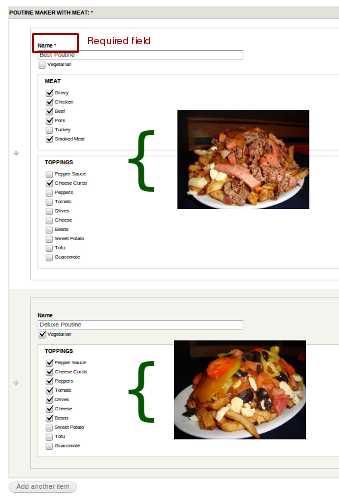 POUTINE MAKER WITH MEAT: *
Name *
Required field
Best Poutine
Vegetarian
MEAT
Gravy
Chicken
Beef
Pork
Turkey
Smoked Meat
TOPPINGS
Pepper Sauce
Cheese Curds
Peppers
Tomato
Olives
Cheese
Beans
Sweet Potato
Tofu
Guacomole
Name
Deluxe Poutine
Vegetarian
TOPPINGS
Pepper Sauce
Cheese Curds
Peppers
Tomato
Olives
Cheese
Beans
Sweet Potato
Tofu
Guacomole
Add another item